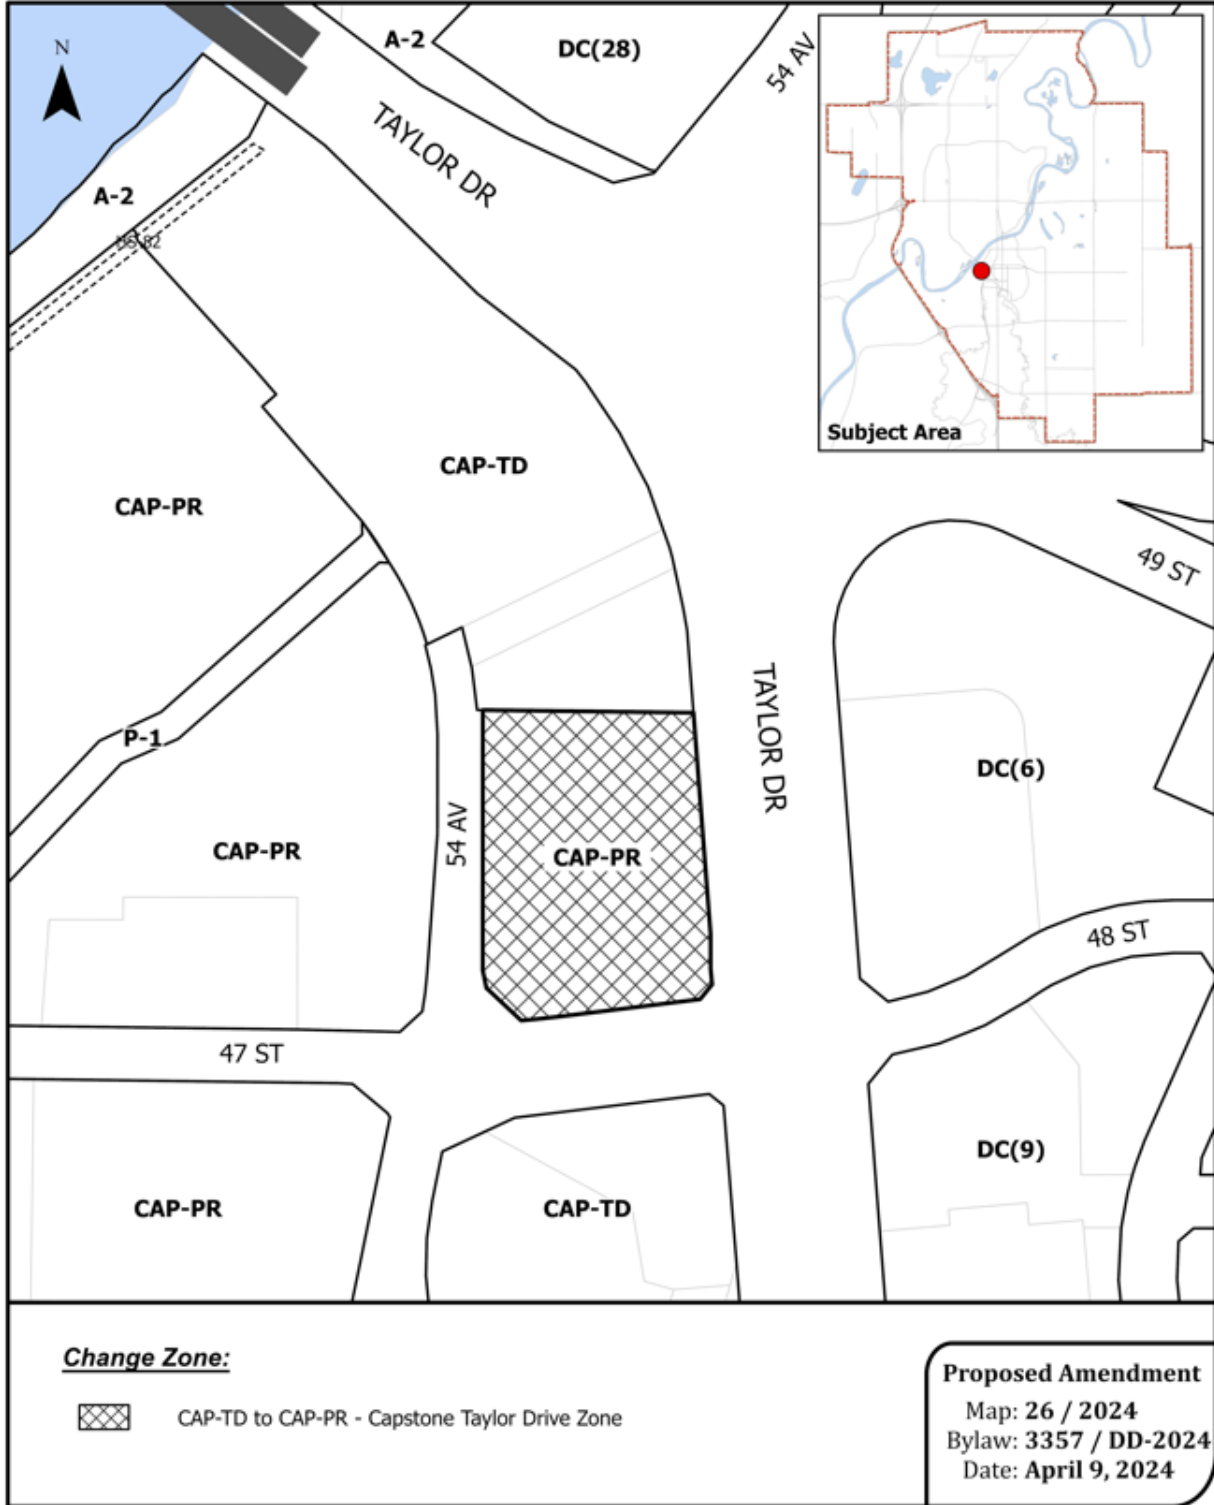 N
A-2
DC(28)
54 AV
TAYLOR DR
A-2
Subject Area
CAP-TD
CAP-PR
49 ST
TAYLOR DR
P-1
DC(6)
54 AV
CAP-PR
CAP-PR
48 ST
47 ST
DC(9)
CAP-PR
CAP-TD
Change Zone:
CAP-TD to CAP-PR - Capstone Taylor Drive Zone
Proposed Amendment
Map: 26 / 2024
Bylaw: 3357 / DD-2024
Date: April 9, 2024